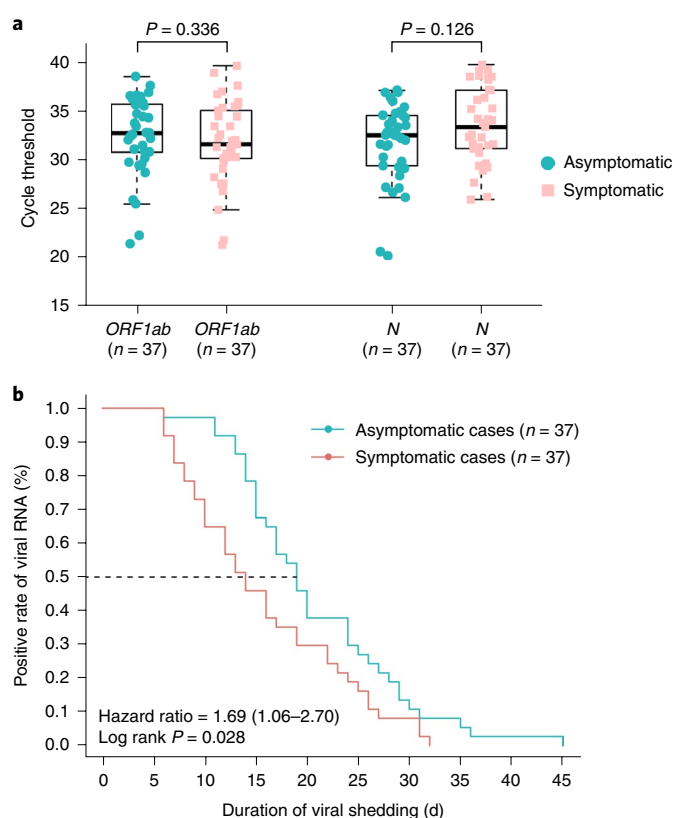 a
P = 0.336
P = 0.126
Cycle threshold
40
35
30
25
20
15
Asymptomatic
Symptomatic
ORF1ab ORF1ab N N
(n = 37) (n = 37) (n = 37) (n = 37)
b
Positive rate of viral RNA (%)
1.0
0.9
0.8
0.7
0.6
0.5
0.4
0.3
0.2
0.1
0.0
Asymptomatic cases (n = 37)
Symptomatic cases (n = 37)
Hazard ratio = 1.69 (1.06–2.70)
Log rank P = 0.028
0 5 10 15 20 25 30 35 40 45
Duration of viral shedding (d)